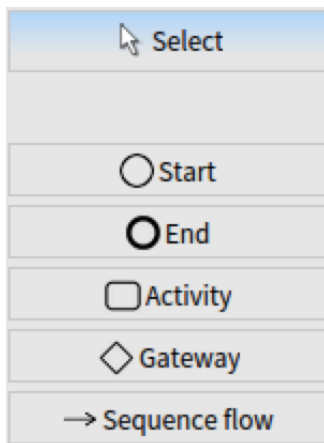 Select
Start
End
Activity
Gateway
Sequence flow